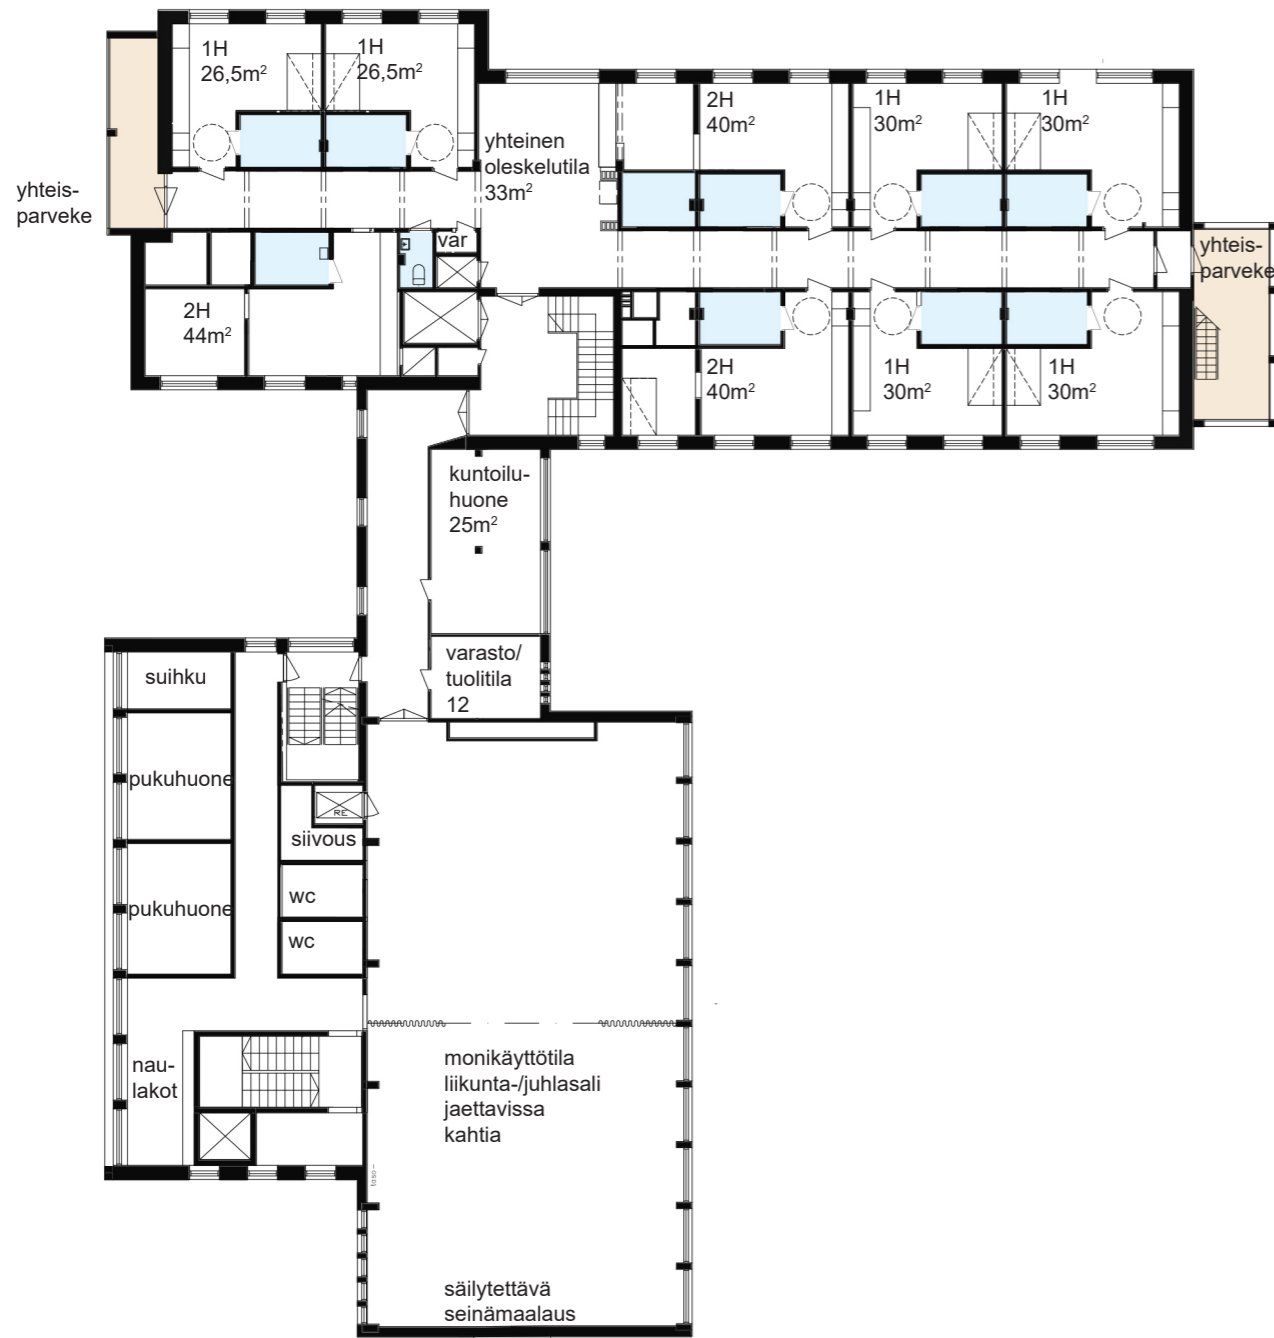 1H
26,5m²
1H
26,5m²
yhteinen
oleskelutila
33m²
2H
40m²
1H
30m²
1H
30m²
yhteis-
parveke
var
yhteis-
parveke
2H
44m²
2H
40m²
1H
30m²
1H
30m²
kuntoilu-
huone
25m²
varasto/
tuolitila
12
suihku
pukuhuone
RE
siivous
pukuhuone
wc
wc
nau-
lakot
monikäyttötila
liikunta-/juhlasali
jaettavissa
kahtia
säilytettävä
seinämaalaus